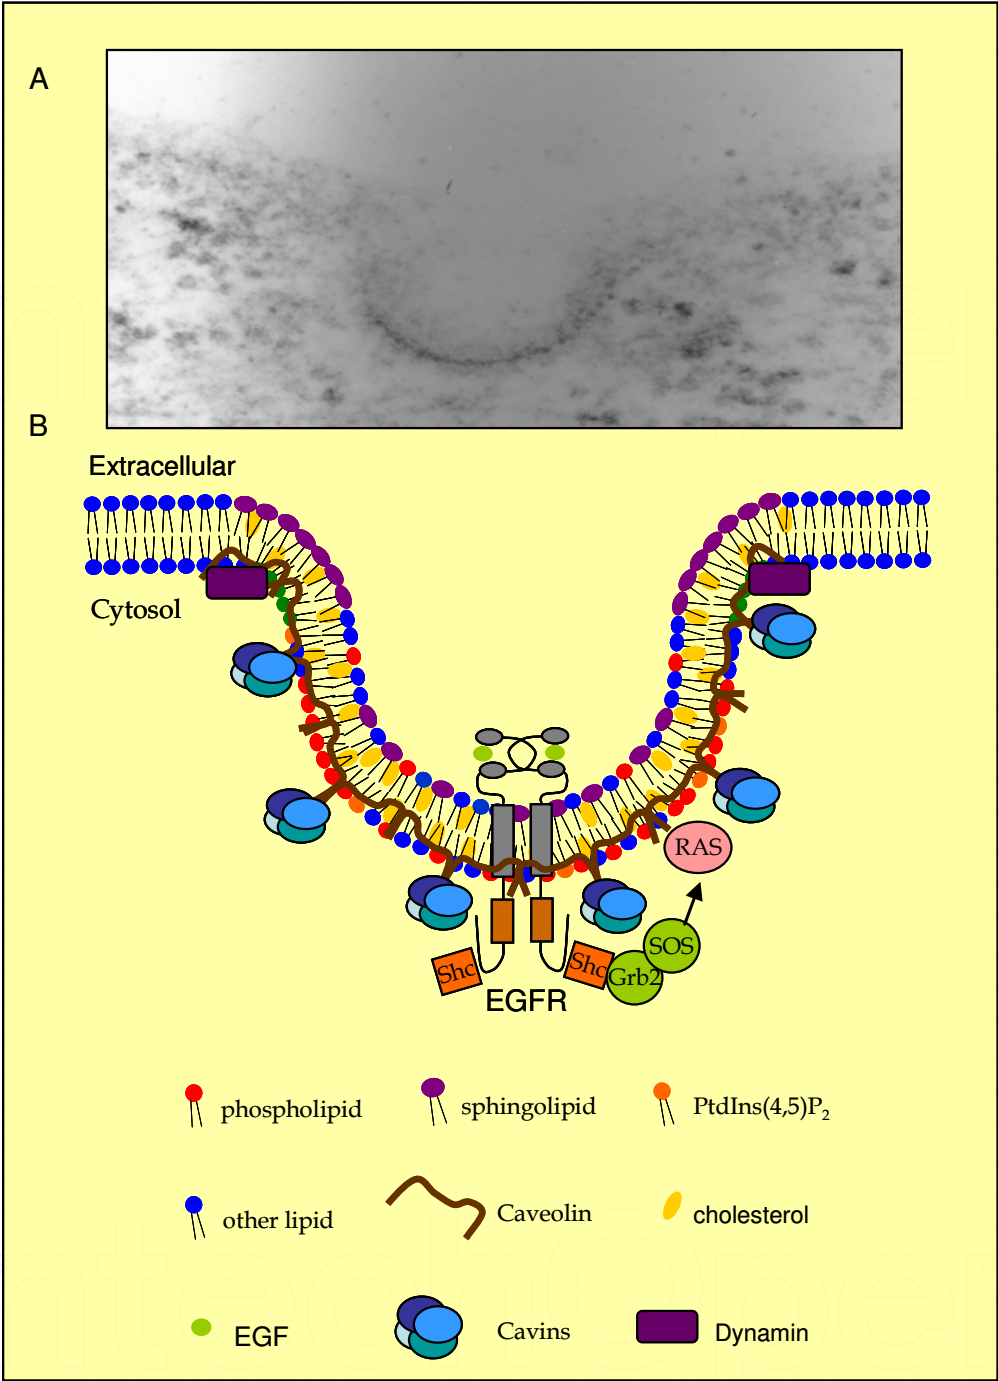 A
B
Extracellular
Cytosol
RAS
SOS
Shc
Shc
Grb2
EGFR
phospholipid
sphingolipid
PtdIns(4,5)P2
other lipid
Caveolin
cholesterol
EGF
Cavins
Dynamin